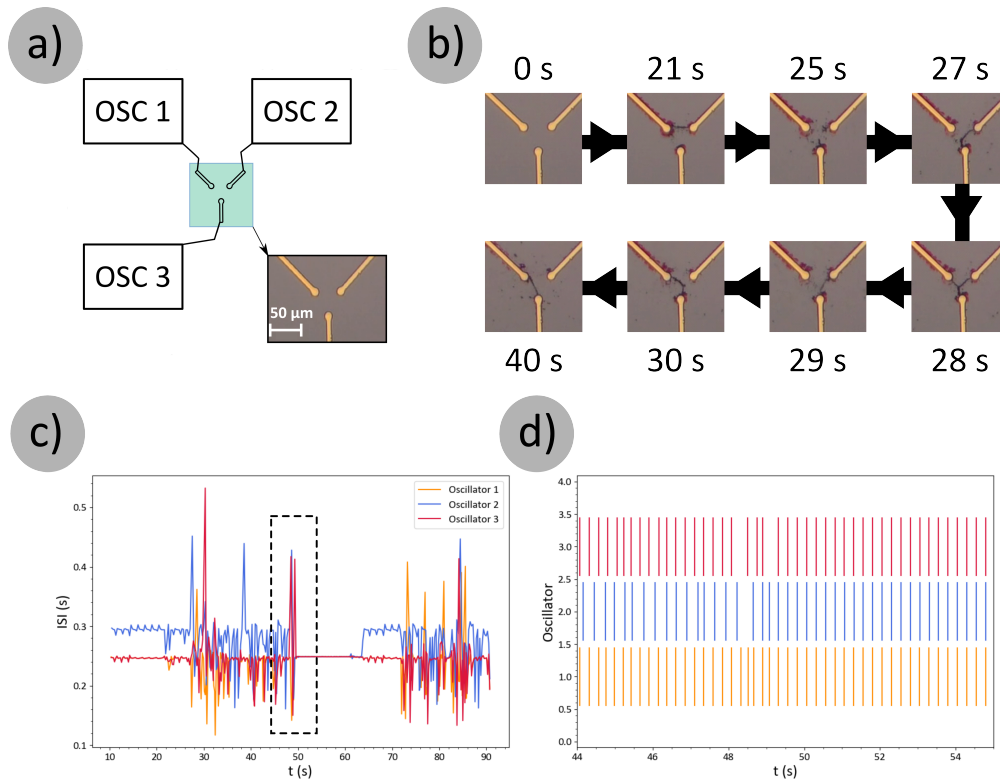 a)
OSC 1
OSC 2
OSC 3
50 µm
b)
0 s
21 s
25 s
27 s
40 s
30 s
29 s
28 s
c)
Oscillator 1
Oscillator 2
Oscillator 3
0.5
0.4
0.3
0.2
0.1
ISI (s)
10 20 30 40 50 60 70 80 90
t (s)
d)
4.0
3.5
3.0
2.5
2.0
1.5
1.0
0.5
0.0
Oscillator
44 46 48 50 52 54
t (s)